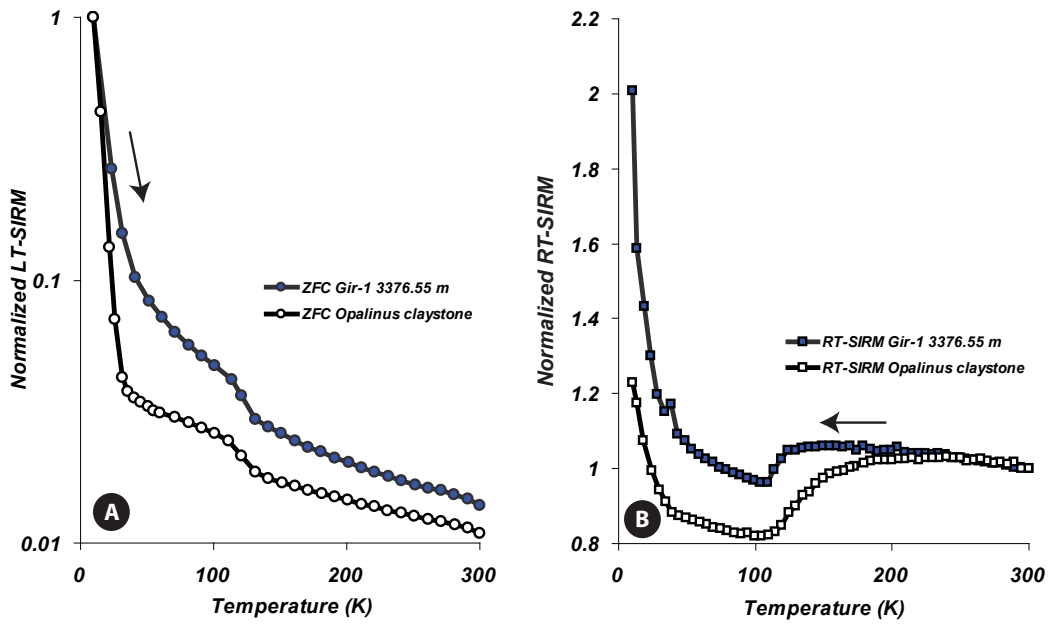 1
0.1
0.01
0
100
200
300
Normalized LT-SIRM
Temperature (K)
ZFC Gir-1 3376.55 m
ZFC Opalinus claystone
A
2.2
2
1.8
1.6
1.4
1.2
1
0.8
0
100
200
300
Normalized RT-SIRM
Temperature (K)
RT-SIRM Gir-1 3376.55 m
RT-SIRM Opalinus claystone
B